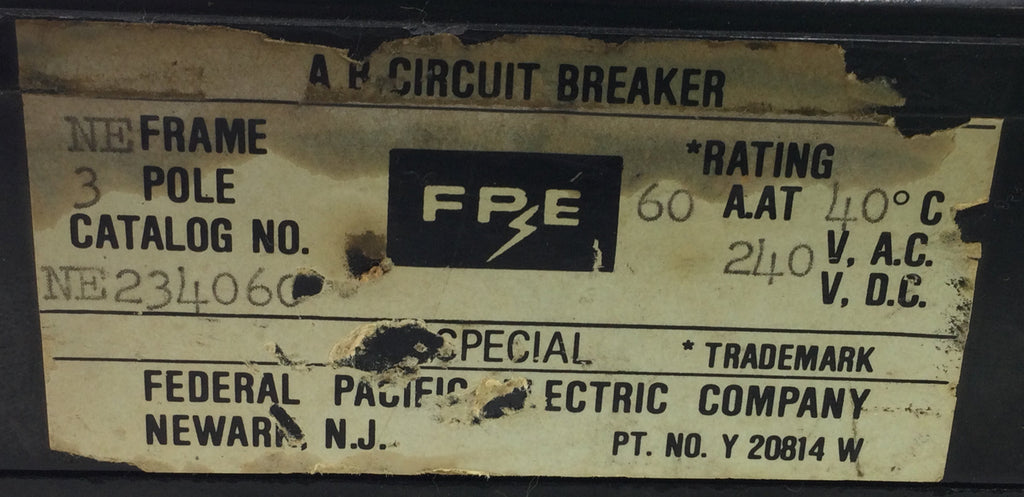 A B CIRCUIT BREAKER
NE FRAME
3 POLE
CATALOG NO.
NE234060
FPE
*RATING
60 A.AT 40° C
240 V, A.C.
V, D.C.
SPECIAL * TRADEMARK
FEDERAL PACIFIC ELECTRIC COMPANY
NEWARK, N.J. PT. NO. Y 20814 W